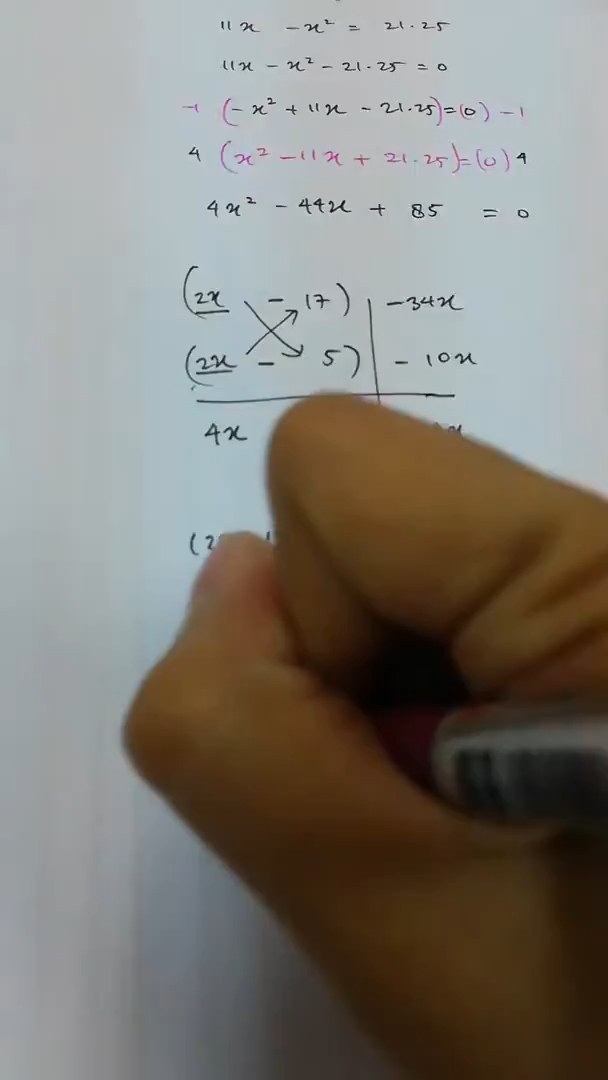 11x - x² = 21.25
11x - x² - 21.25 = 0
-1 (-x² + 11x - 21.25) = (0) -1
4 (x² - 11x + 21.25) = (0) 4
4x² - 44x + 85 = 0
(2x - 17) | -34x
(2x - 5) | -10x
4x
(2